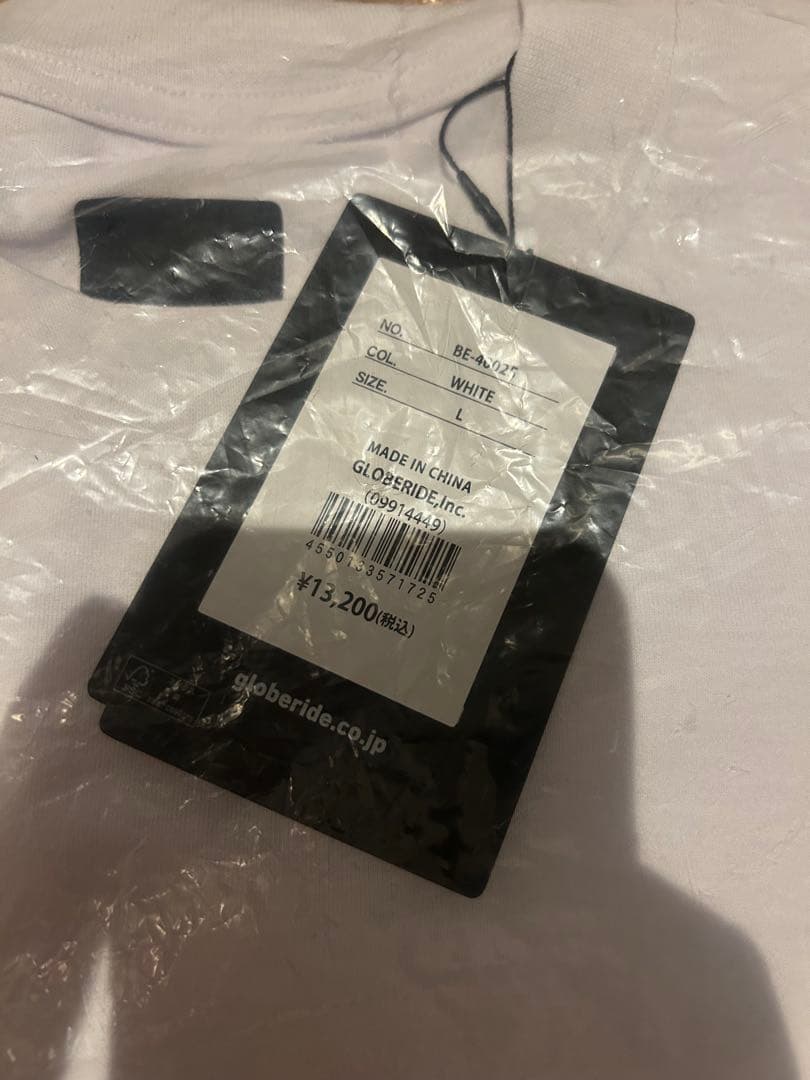 NO. BE-46025
COL. WHITE
SIZE. L
MADE IN CHINA
GLOBERIDE,Inc.
(09914449)
4550133571725
¥13,200(税込)
globeride.co.jp